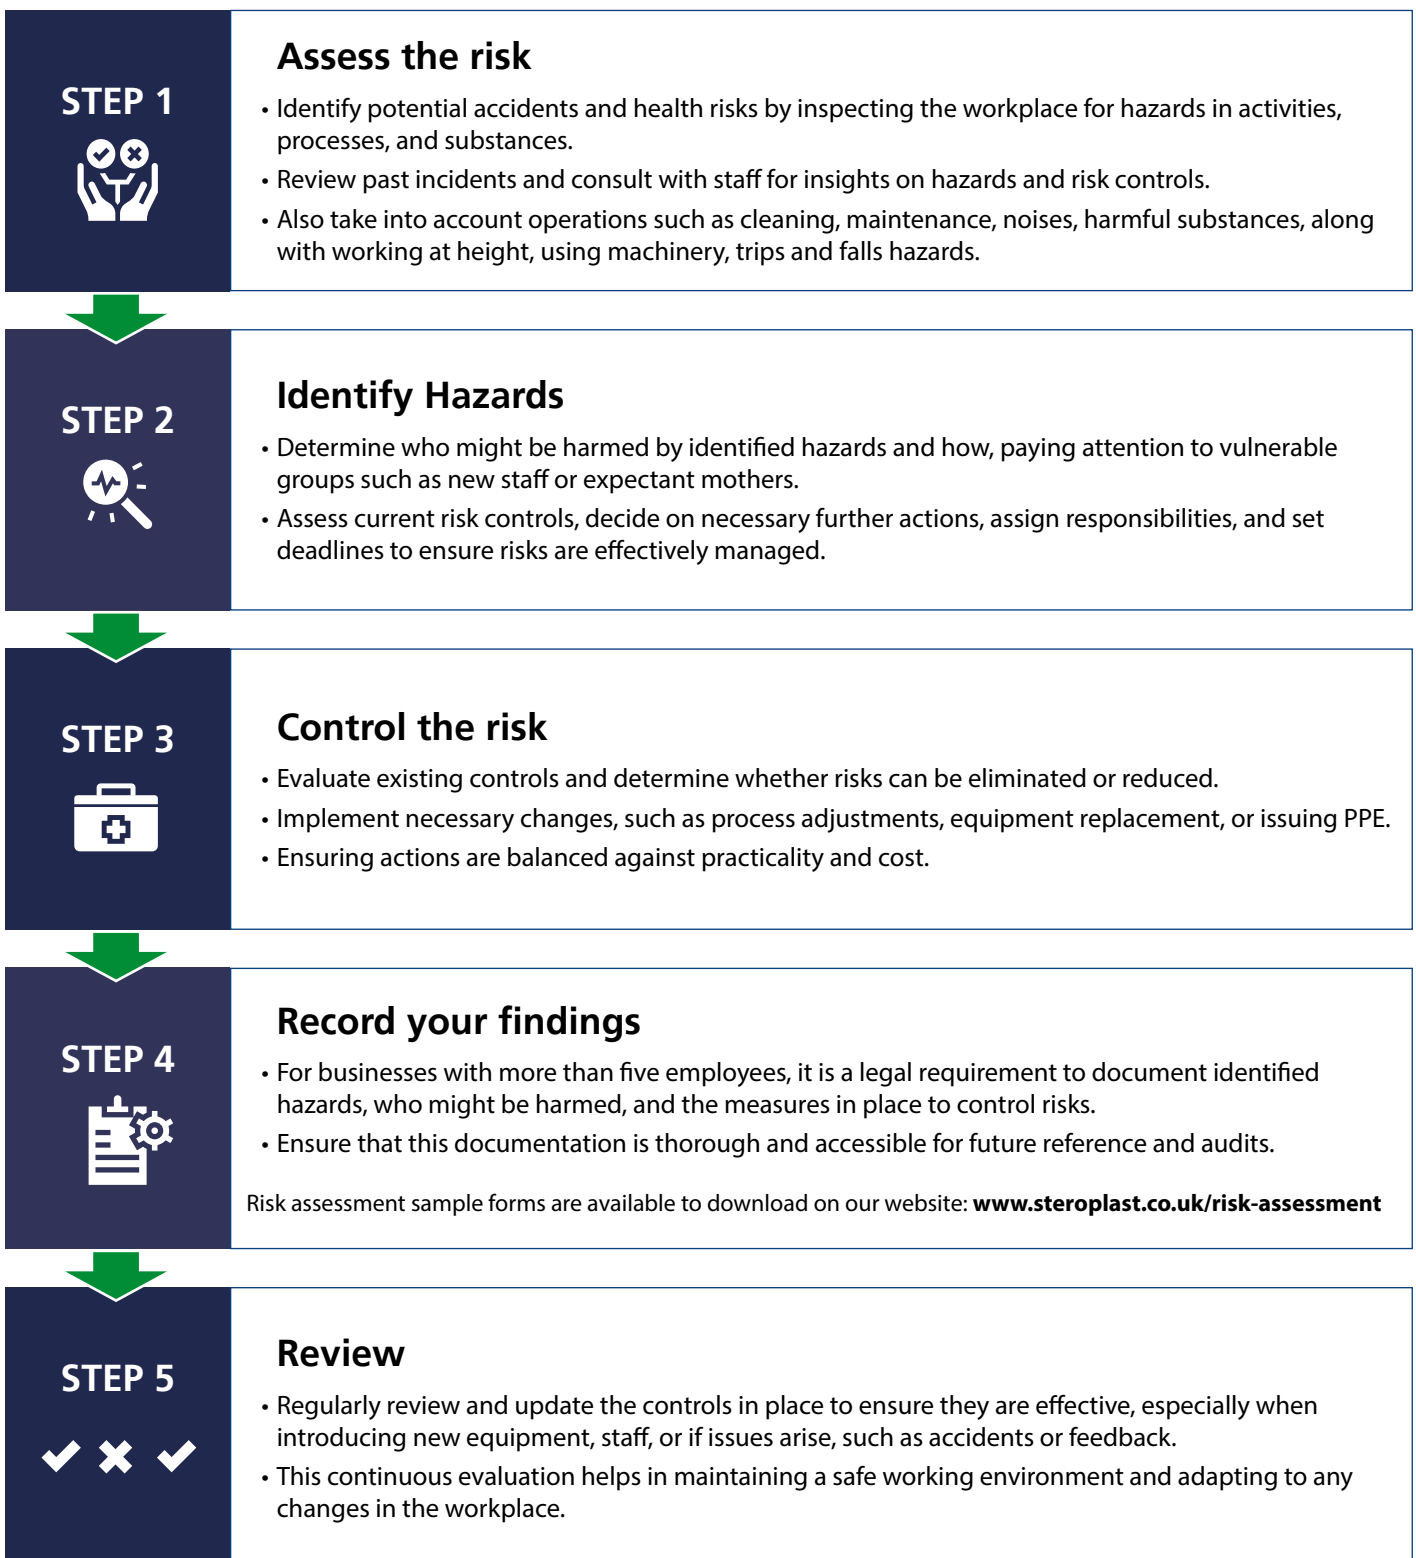 STEP 1
Assess the risk
• Identify potential accidents and health risks by inspecting the workplace for hazards in activities,
processes, and substances.
• Review past incidents and consult with staff for insights on hazards and risk controls.
• Also take into account operations such as cleaning, maintenance, noises, harmful substances, along
with working at height, using machinery, trips and falls hazards.
STEP 2
Identify Hazards
• Determine who might be harmed by identified hazards and how, paying attention to vulnerable
groups such as new staff or expectant mothers.
• Assess current risk controls, decide on necessary further actions, assign responsibilities, and set
deadlines to ensure risks are effectively managed.
STEP 3
Control the risk
• Evaluate existing controls and determine whether risks can be eliminated or reduced.
• Implement necessary changes, such as process adjustments, equipment replacement, or issuing PPE.
• Ensuring actions are balanced against practicality and cost.
STEP 4
Record your findings
• For businesses with more than five employees, it is a legal requirement to document identified
hazards, who might be harmed, and the measures in place to control risks.
• Ensure that this documentation is thorough and accessible for future reference and audits.
Risk assessment sample forms are available to download on our website: www.steroplast.co.uk/risk-assessment
STEP 5
Review
• Regularly review and update the controls in place to ensure they are effective, especially when
introducing new equipment, staff, or if issues arise, such as accidents or feedback.
• This continuous evaluation helps in maintaining a safe working environment and adapting to any
changes in the workplace.